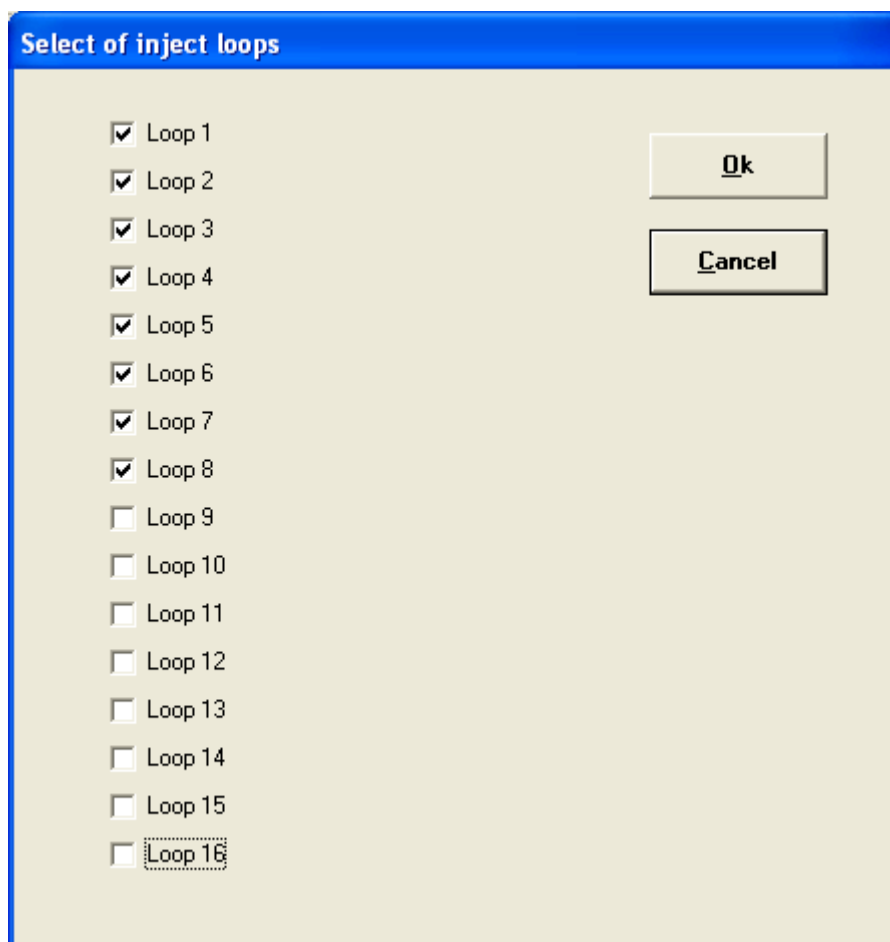 Select of inject loops
Loop 1
Loop 2
Loop 3
Loop 4
Loop 5
Loop 6
Loop 7
Loop 8
Loop 9
Loop 10
Loop 11
Loop 12
Loop 13
Loop 14
Loop 15
Loop 16
Ok
Cancel